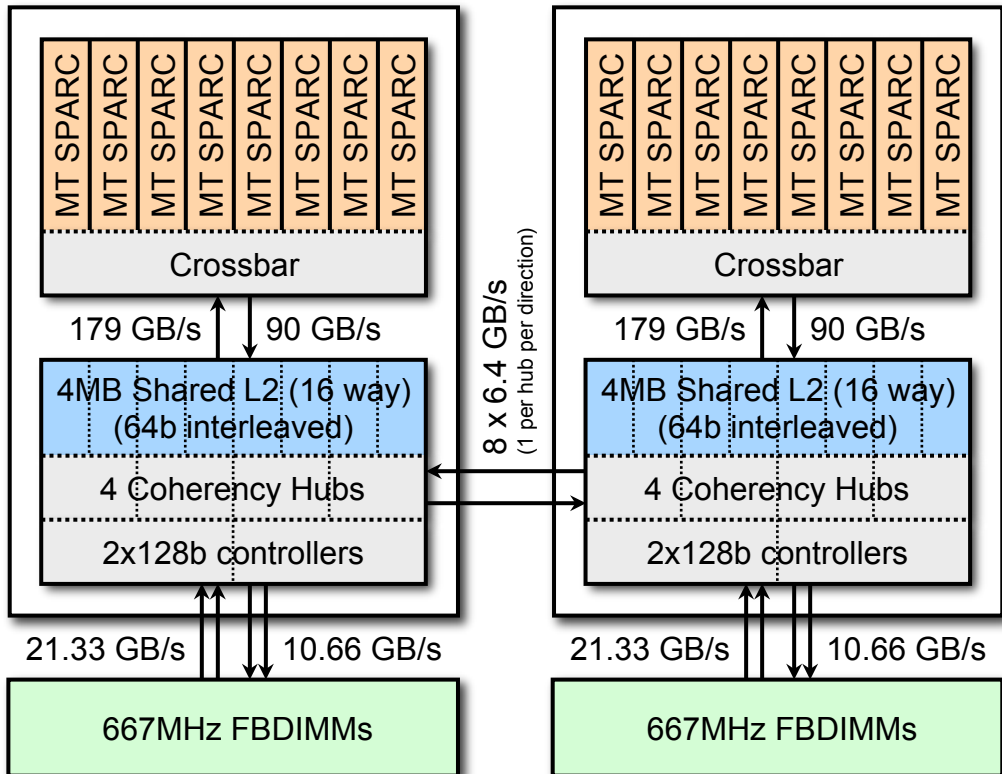 MT SPARC
MT SPARC
MT SPARC
MT SPARC
MT SPARC
MT SPARC
MT SPARC
MT SPARC
Crossbar
179 GB/s
90 GB/s
4MB Shared L2 (16 way)
(64b interleaved)
4 Coherency Hubs
2x128b controllers
21.33 GB/s
10.66 GB/s
667MHz FBDIMMs
8 x 6.4 GB/s
(1 per hub per direction)
MT SPARC
MT SPARC
MT SPARC
MT SPARC
MT SPARC
MT SPARC
MT SPARC
MT SPARC
Crossbar
179 GB/s
90 GB/s
4MB Shared L2 (16 way)
(64b interleaved)
4 Coherency Hubs
2x128b controllers
21.33 GB/s
10.66 GB/s
667MHz FBDIMMs